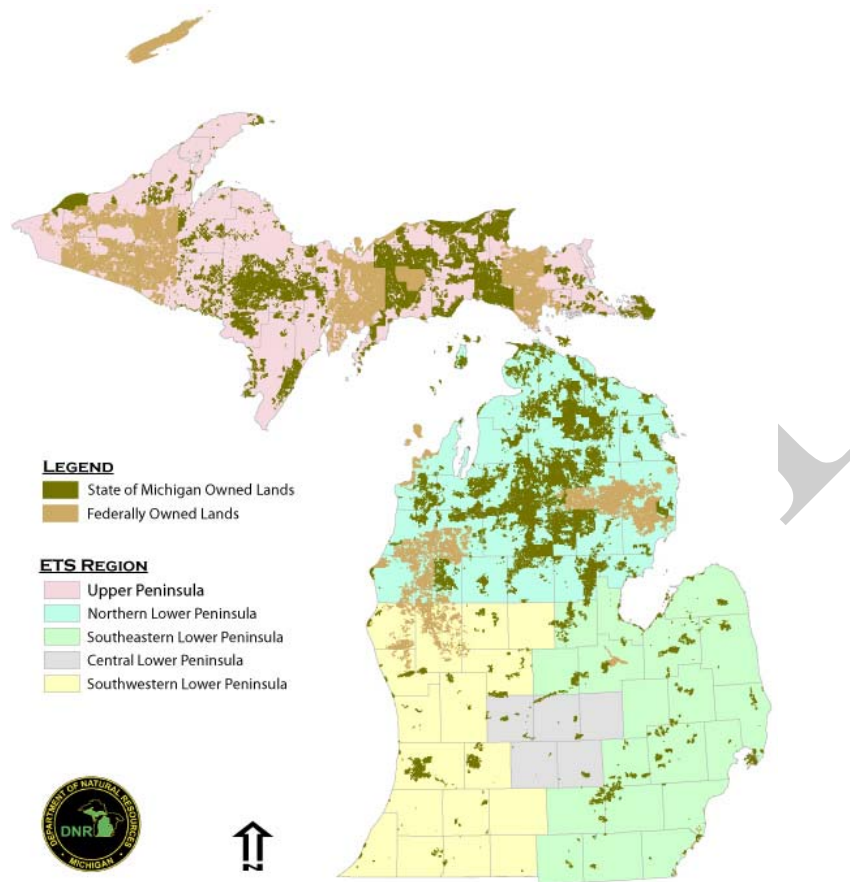 LEGEND
State of Michigan Owned Lands
Federally Owned Lands
ETS REGION
Upper Peninsula
Northern Lower Peninsula
Southeastern Lower Peninsula
Central Lower Peninsula
Southwestern Lower Peninsula
DEPARTMENT OF NATURAL RESOURCES
DNR
MICHIGAN
N